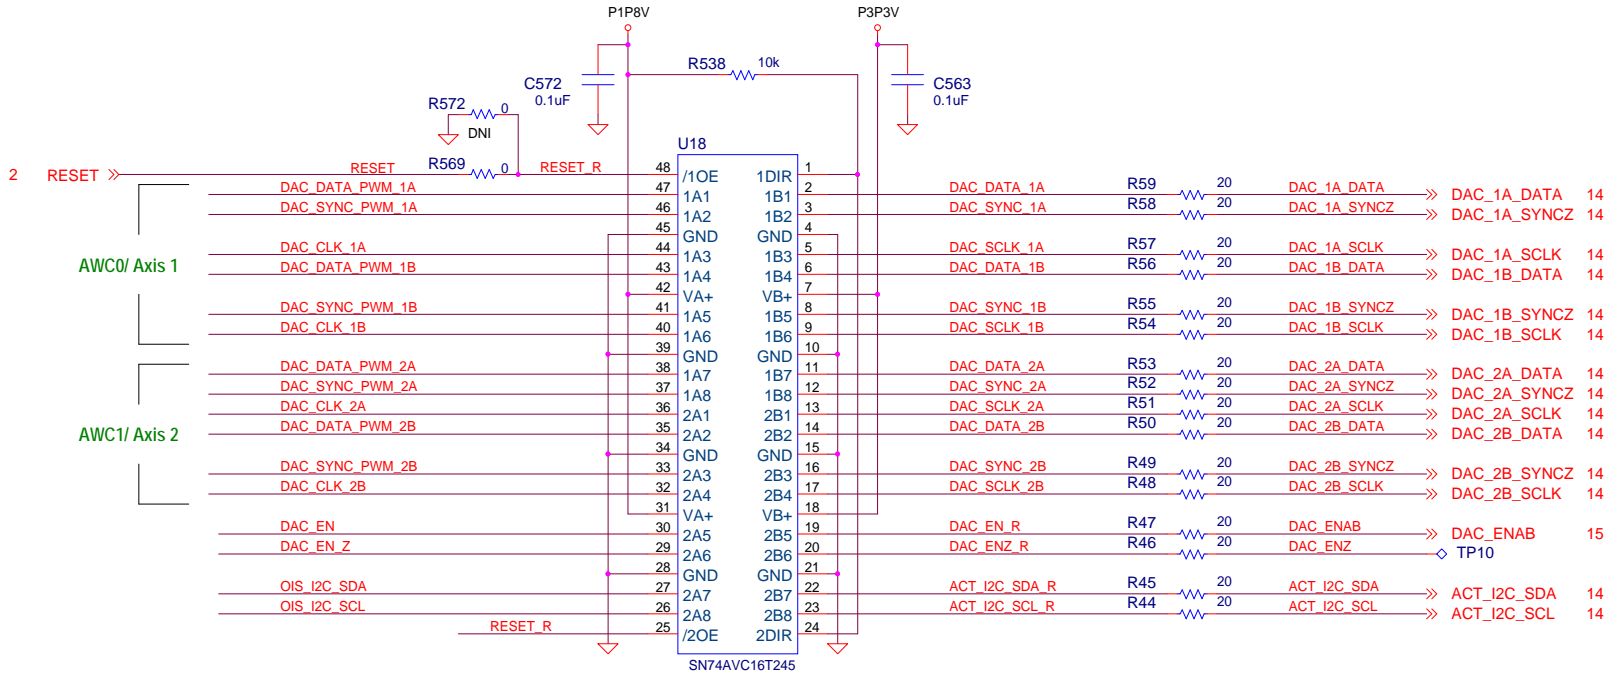 P1P8V P3P3V
R538 10k
C572 0.1uF C563 0.1uF
R572 0
DNI
U18
2 RESET RESET R569 0 RESET_R 48 /1OE 1DIR 1
DAC_DATA_PWM_1A 47 1A1 1B1 2 DAC_DATA_1A R59 20 DAC_1A_DATA DAC_1A_DATA 14
DAC_SYNC_PWM_1A 46 1A2 1B2 3 DAC_SYNC_1A R58 20 DAC_1A_SYNCZ DAC_1A_SYNCZ 14
45 GND GND 4
DAC_CLK_1A 44 1A3 1B3 5 DAC_SCLK_1A R57 20 DAC_1A_SCLK DAC_1A_SCLK 14
AWC0/ Axis 1
DAC_DATA_PWM_1B 43 1A4 1B4 6 DAC_DATA_1B R56 20 DAC_1B_DATA DAC_1B_DATA 14
42 VA+ VB+ 7
DAC_SYNC_PWM_1B 41 1A5 1B5 8 DAC_SYNC_1B R55 20 DAC_1B_SYNCZ DAC_1B_SYNCZ 14
DAC_CLK_1B 40 1A6 1B6 9 DAC_SCLK_1B R54 20 DAC_1B_SCLK DAC_1B_SCLK 14
39 GND GND 10
DAC_DATA_PWM_2A 38 1A7 1B7 11 DAC_DATA_2A R53 20 DAC_2A_DATA DAC_2A_DATA 14
DAC_SYNC_PWM_2A 37 1A8 1B8 12 DAC_SYNC_2A R52 20 DAC_2A_SYNCZ DAC_2A_SYNCZ 14
DAC_CLK_2A 36 2A1 2B1 13 DAC_SCLK_2A R51 20 DAC_2A_SCLK DAC_2A_SCLK 14
AWC1/ Axis 2
DAC_DATA_PWM_2B 35 2A2 2B2 14 DAC_DATA_2B R50 20 DAC_2B_DATA DAC_2B_DATA 14
34 GND GND 15
DAC_SYNC_PWM_2B 33 2A3 2B3 16 DAC_SYNC_2B R49 20 DAC_2B_SYNCZ DAC_2B_SYNCZ 14
DAC_CLK_2B 32 2A4 2B4 17 DAC_SCLK_2B R48 20 DAC_2B_SCLK DAC_2B_SCLK 14
31 VA+ VB+ 18
DAC_EN 30 2A5 2B5 19 DAC_EN_R R47 20 DAC_ENAB DAC_ENAB 15
DAC_EN_Z 29 2A6 2B6 20 DAC_ENZ_R R46 20 DAC_ENZ TP10
28 GND GND 21
OIS_I2C_SDA 27 2A7 2B7 22 ACT_I2C_SDA_R R45 20 ACT_I2C_SDA ACT_I2C_SDA 14
OIS_I2C_SCL 26 2A8 2B8 23 ACT_I2C_SCL_R R44 20 ACT_I2C_SCL ACT_I2C_SCL 14
RESET_R 25 /2OE 2DIR 24
SN74AVC16T245